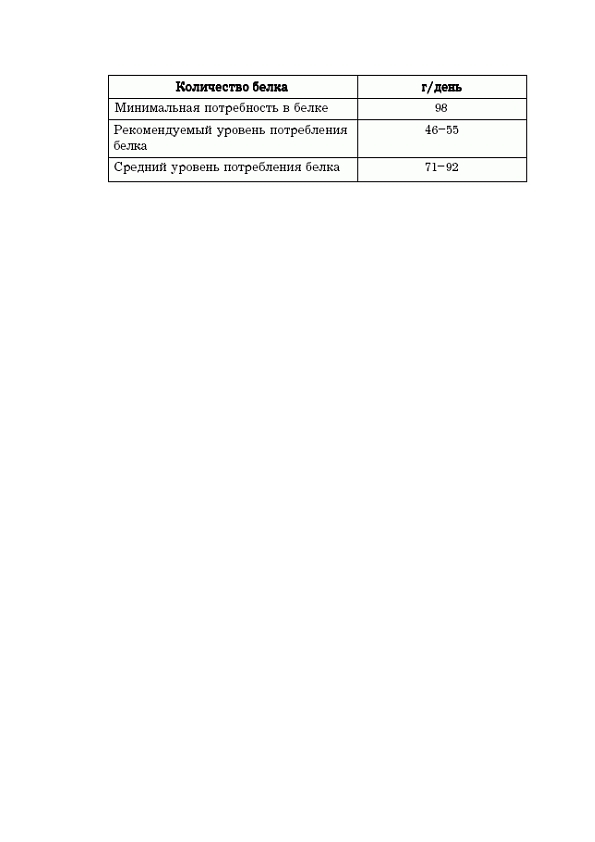 Количество белка г/день
Минимальная потребность в белке 98
Рекомендуемый уровень потребления 46–55
белка
Средний уровень потребления белка 71–92